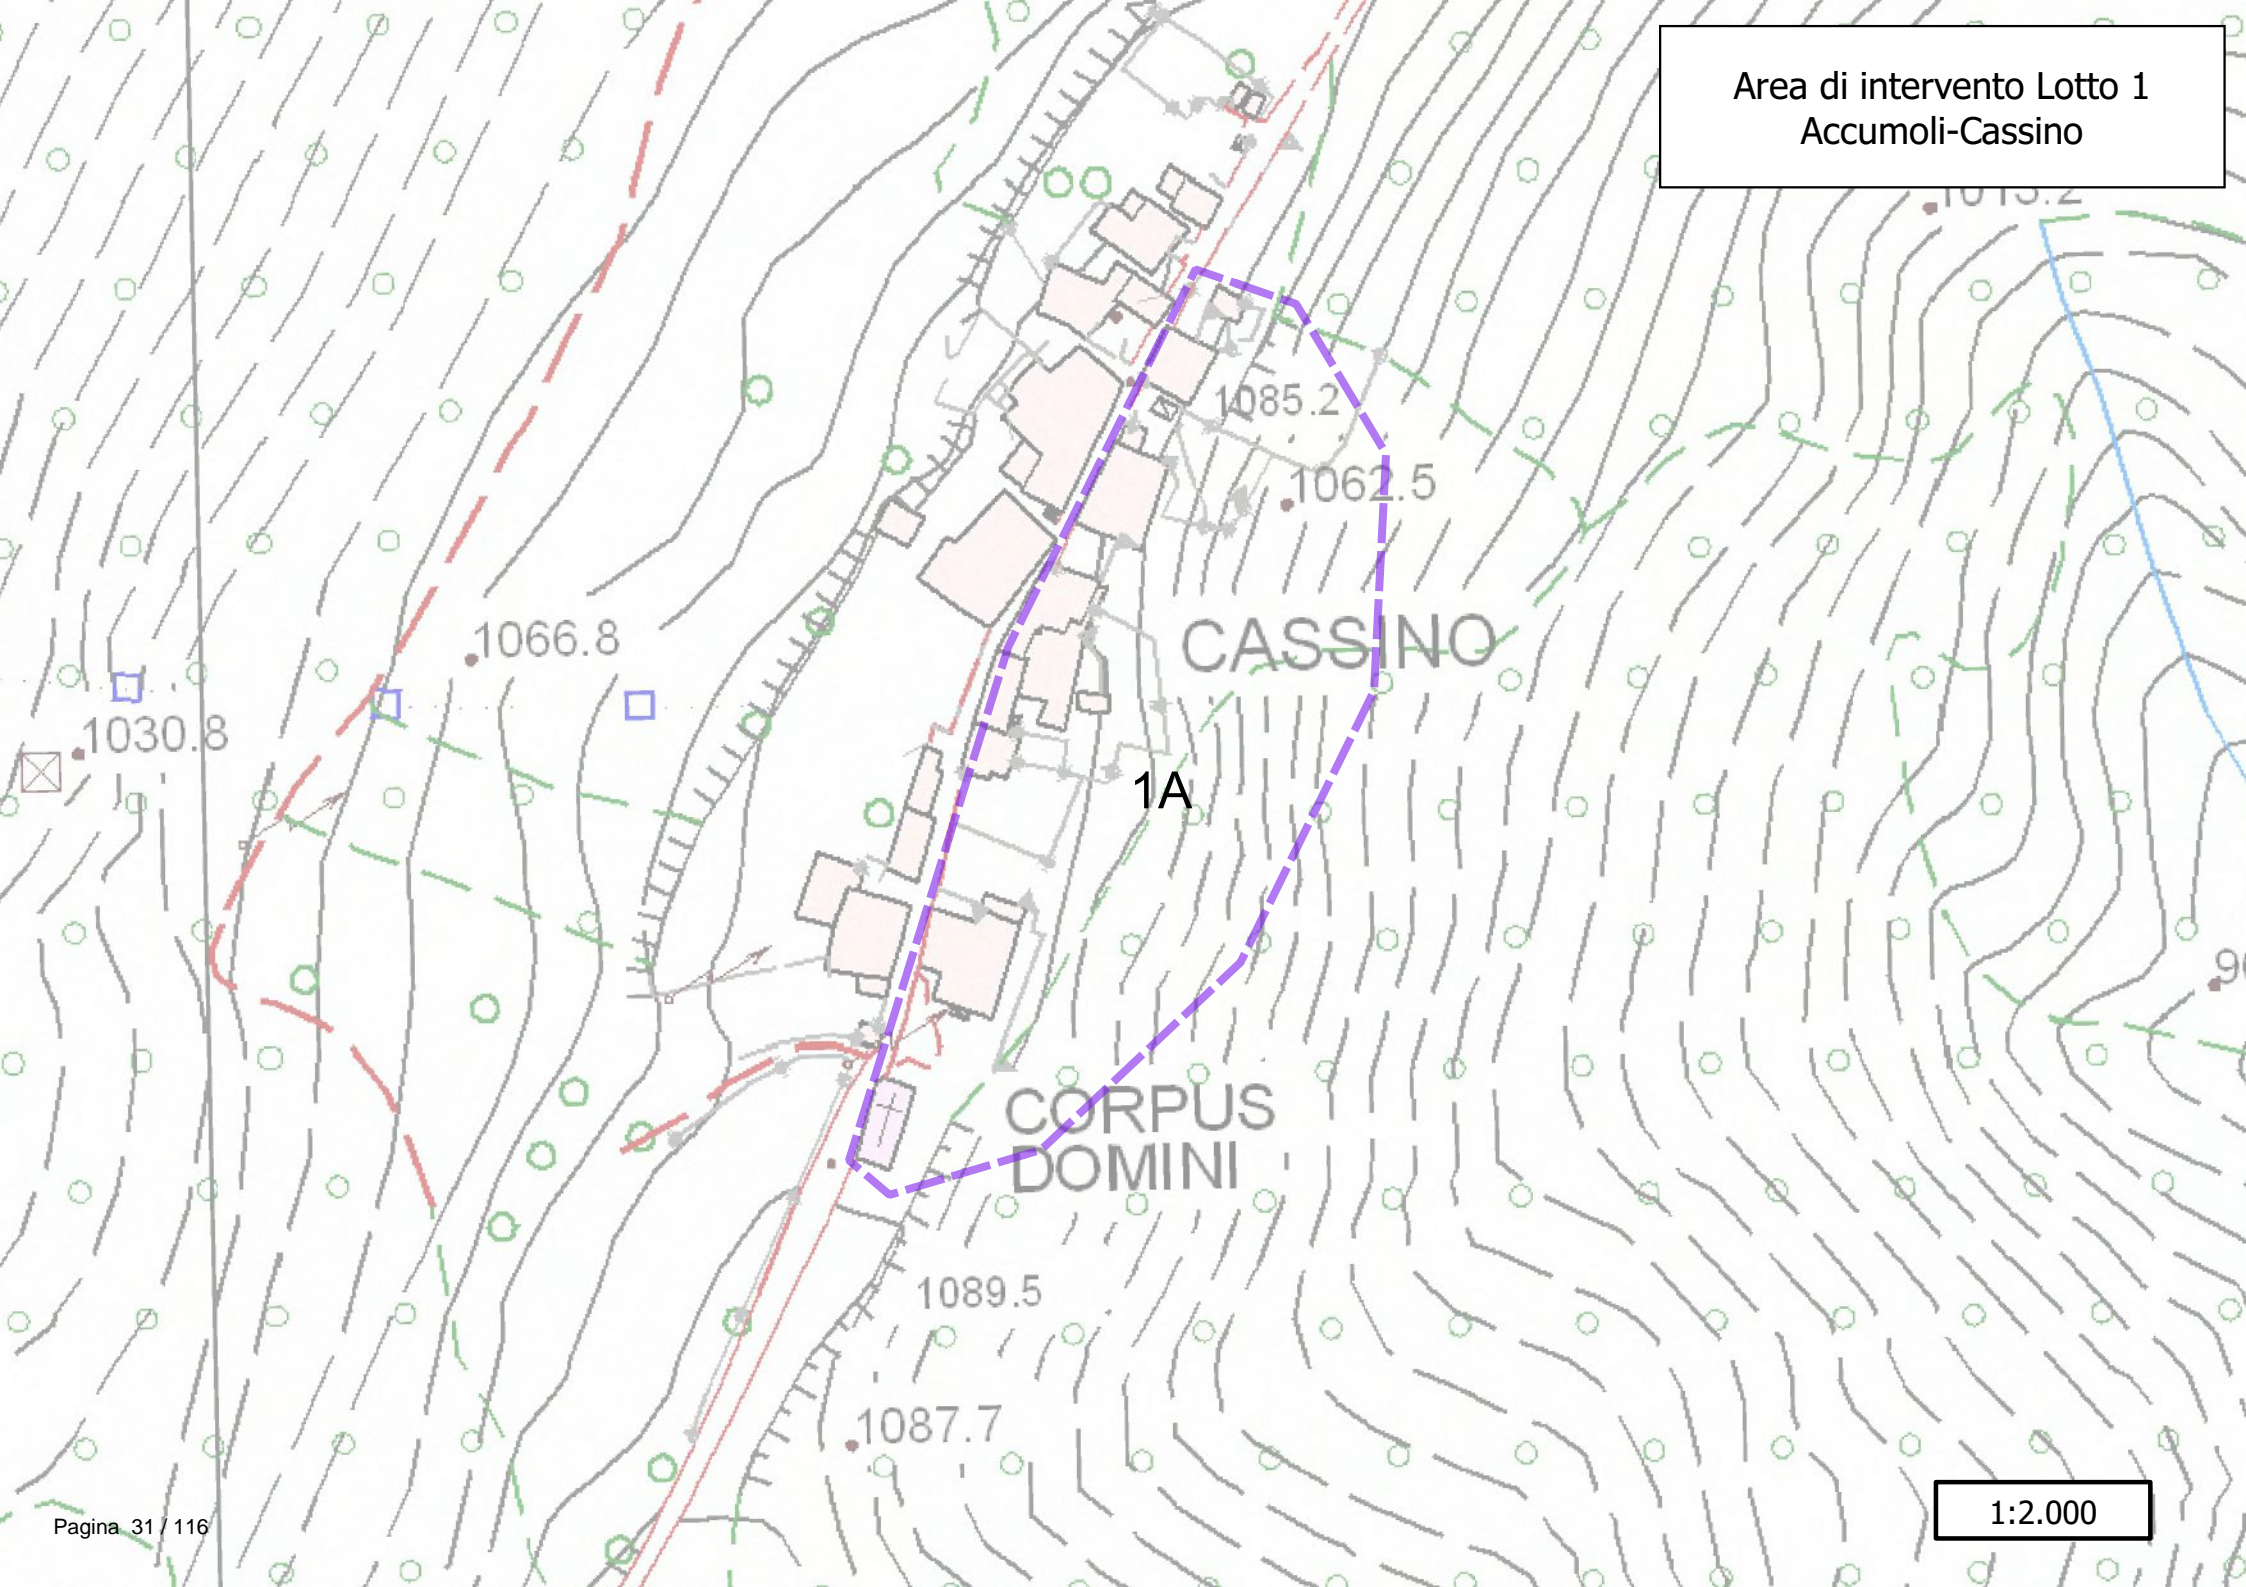 Area di intervento Lotto 1
Accumoli-Cassino
1085.2
1062.5
CASSINO
1066.8
1030.8
1A
CORPUS
DOMINI
1089.5
1087.7
Pagina 31 / 116
1:2.000